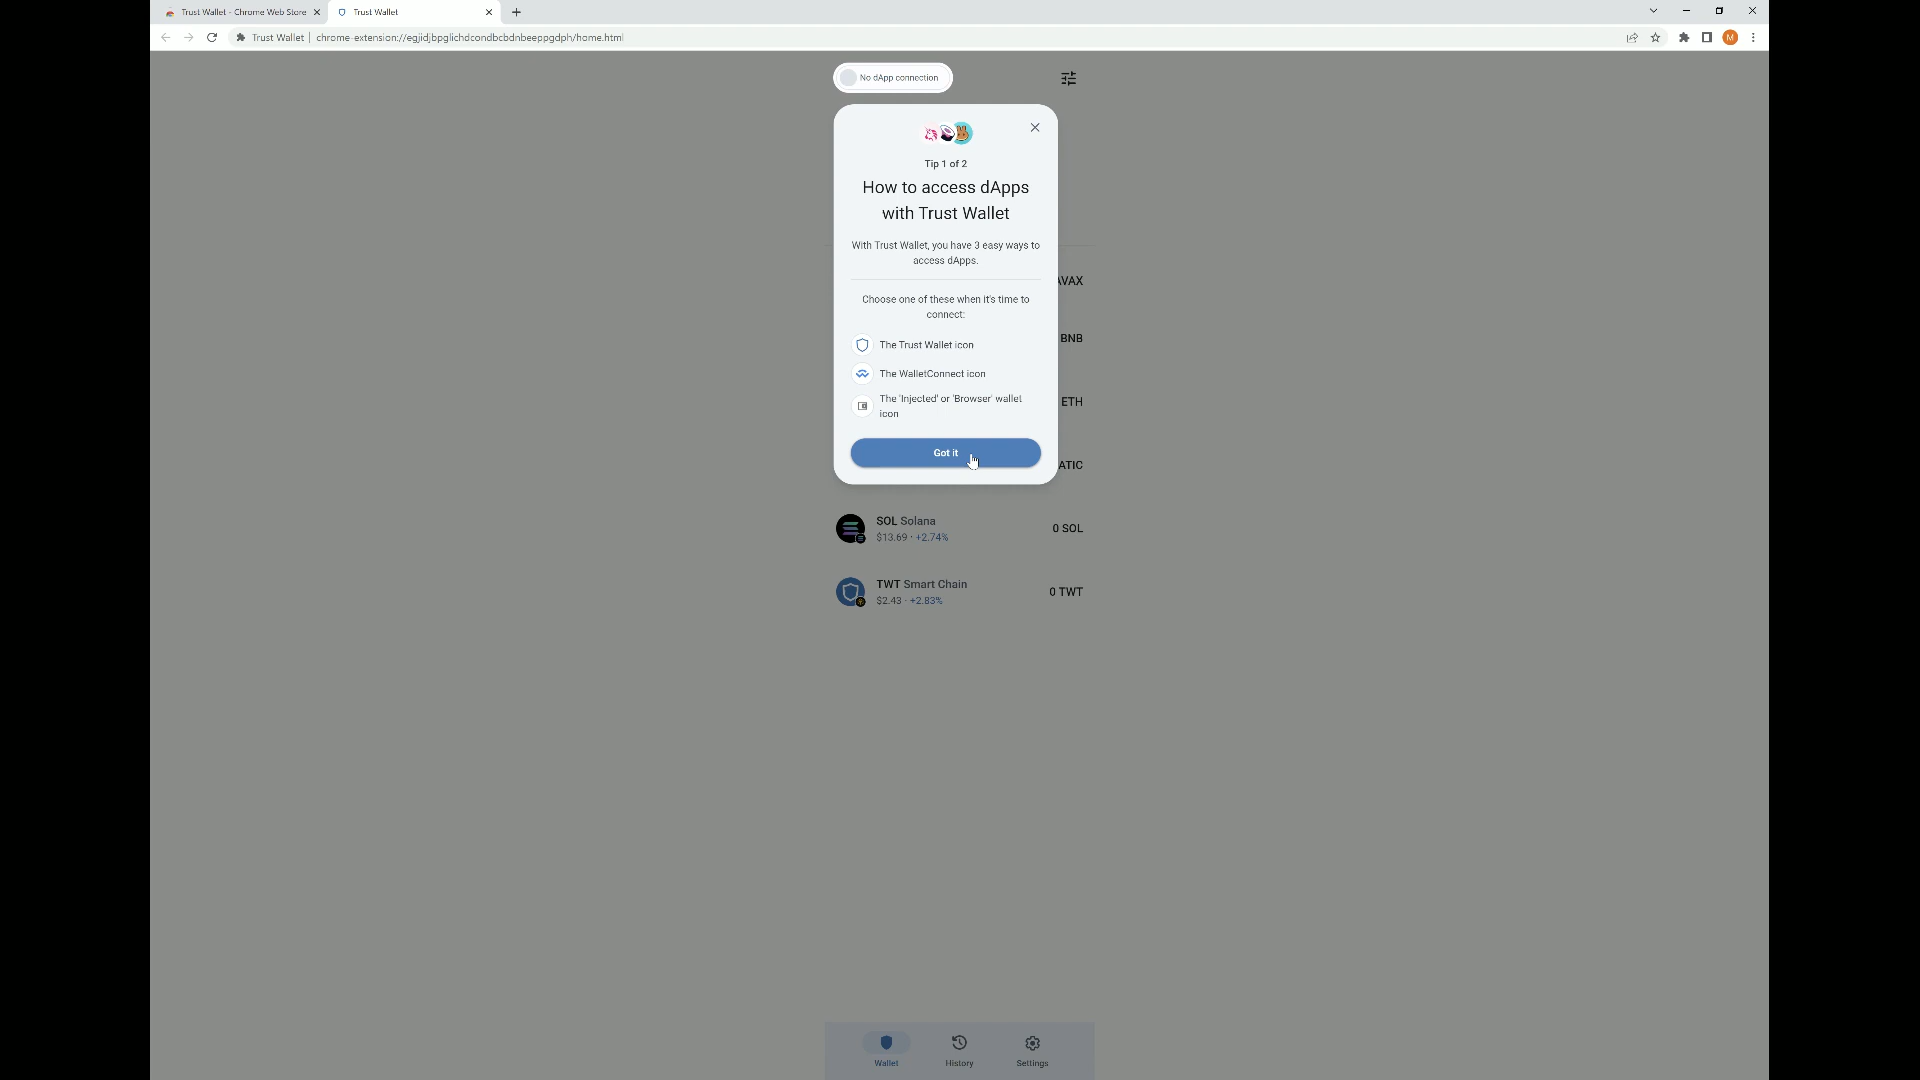 Trust Wallet - Chrome Web Store
Trust Wallet
Trust Wallet | chrome-extension://egjidjbpglichdcondbcbdnbeeppgdph/home.html
M
No dApp connection
Tip 1 of 2
How to access dApps
with Trust Wallet
With Trust Wallet, you have 3 easy ways to
access dApps.
Choose one of these when it's time to
connect:
The Trust Wallet icon
The WalletConnect icon
The 'Injected' or 'Browser' wallet
icon
Got it
AVAX
BNB
ETH
ATIC
SOL Solana
$13.69 · +2.74%
0 SOL
TWT Smart Chain
$2.43 · +2.83%
0 TWT
Wallet
History
Settings